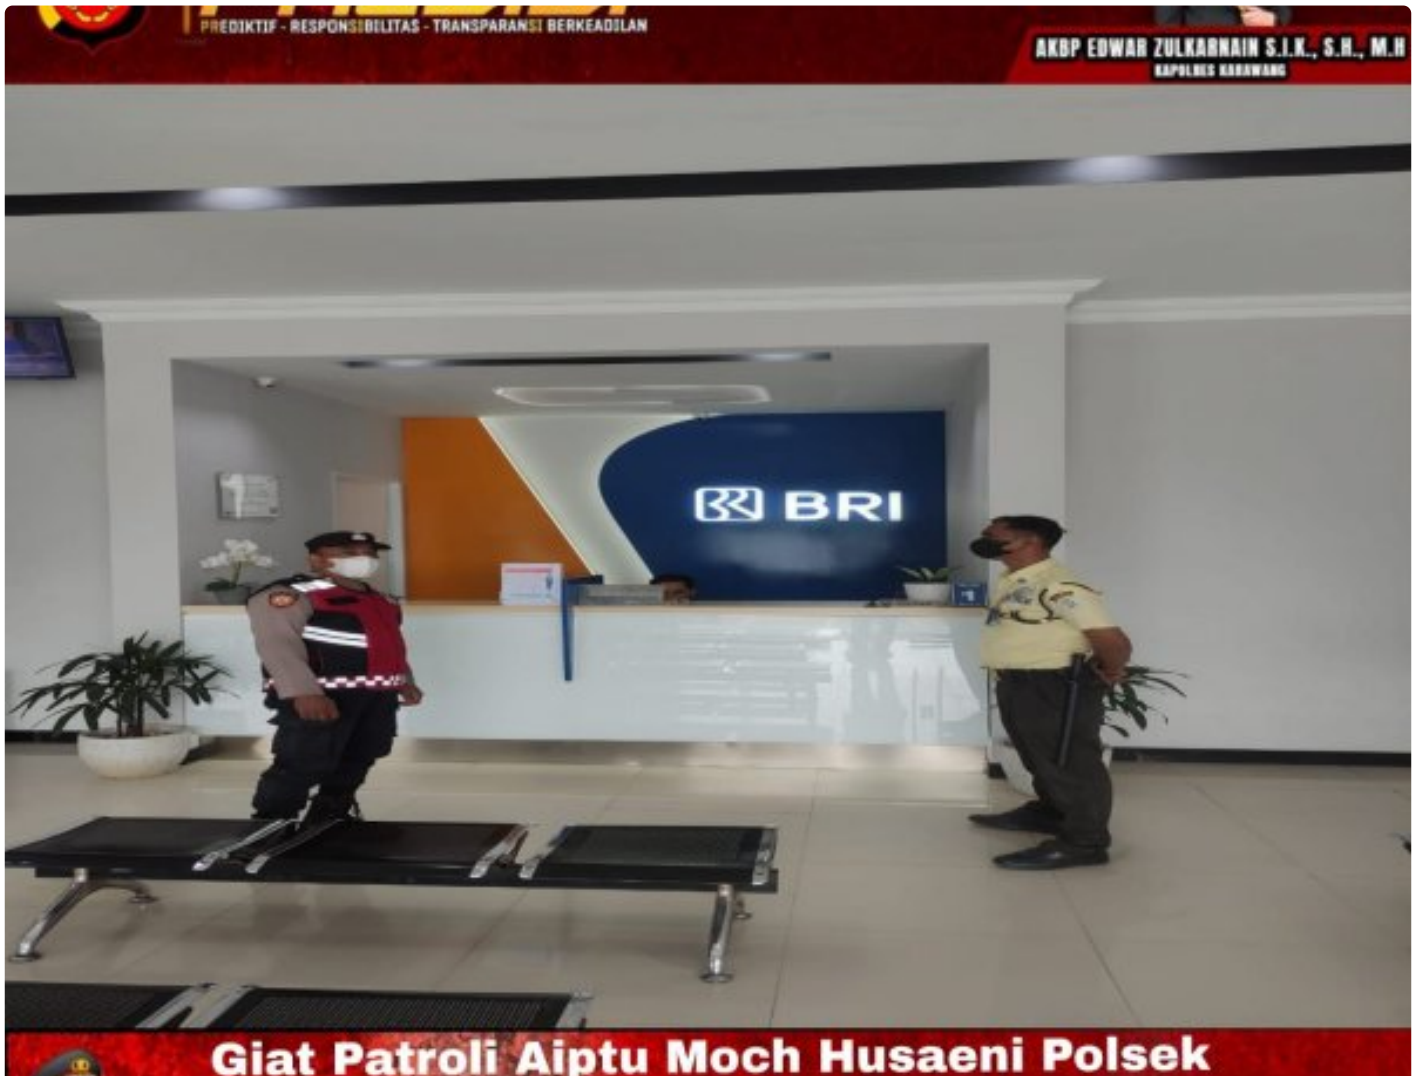 PREDIKTIF - RESPONSIBILITAS - TRANSPARANSI BERKEADILAN
AKBP EDWAR ZULKARNAIN S.I.K., S.H., M.H
KAPOLRES KARAWANG
BRI
Giat Patroli Aiptu Moch Husaeni Polsek